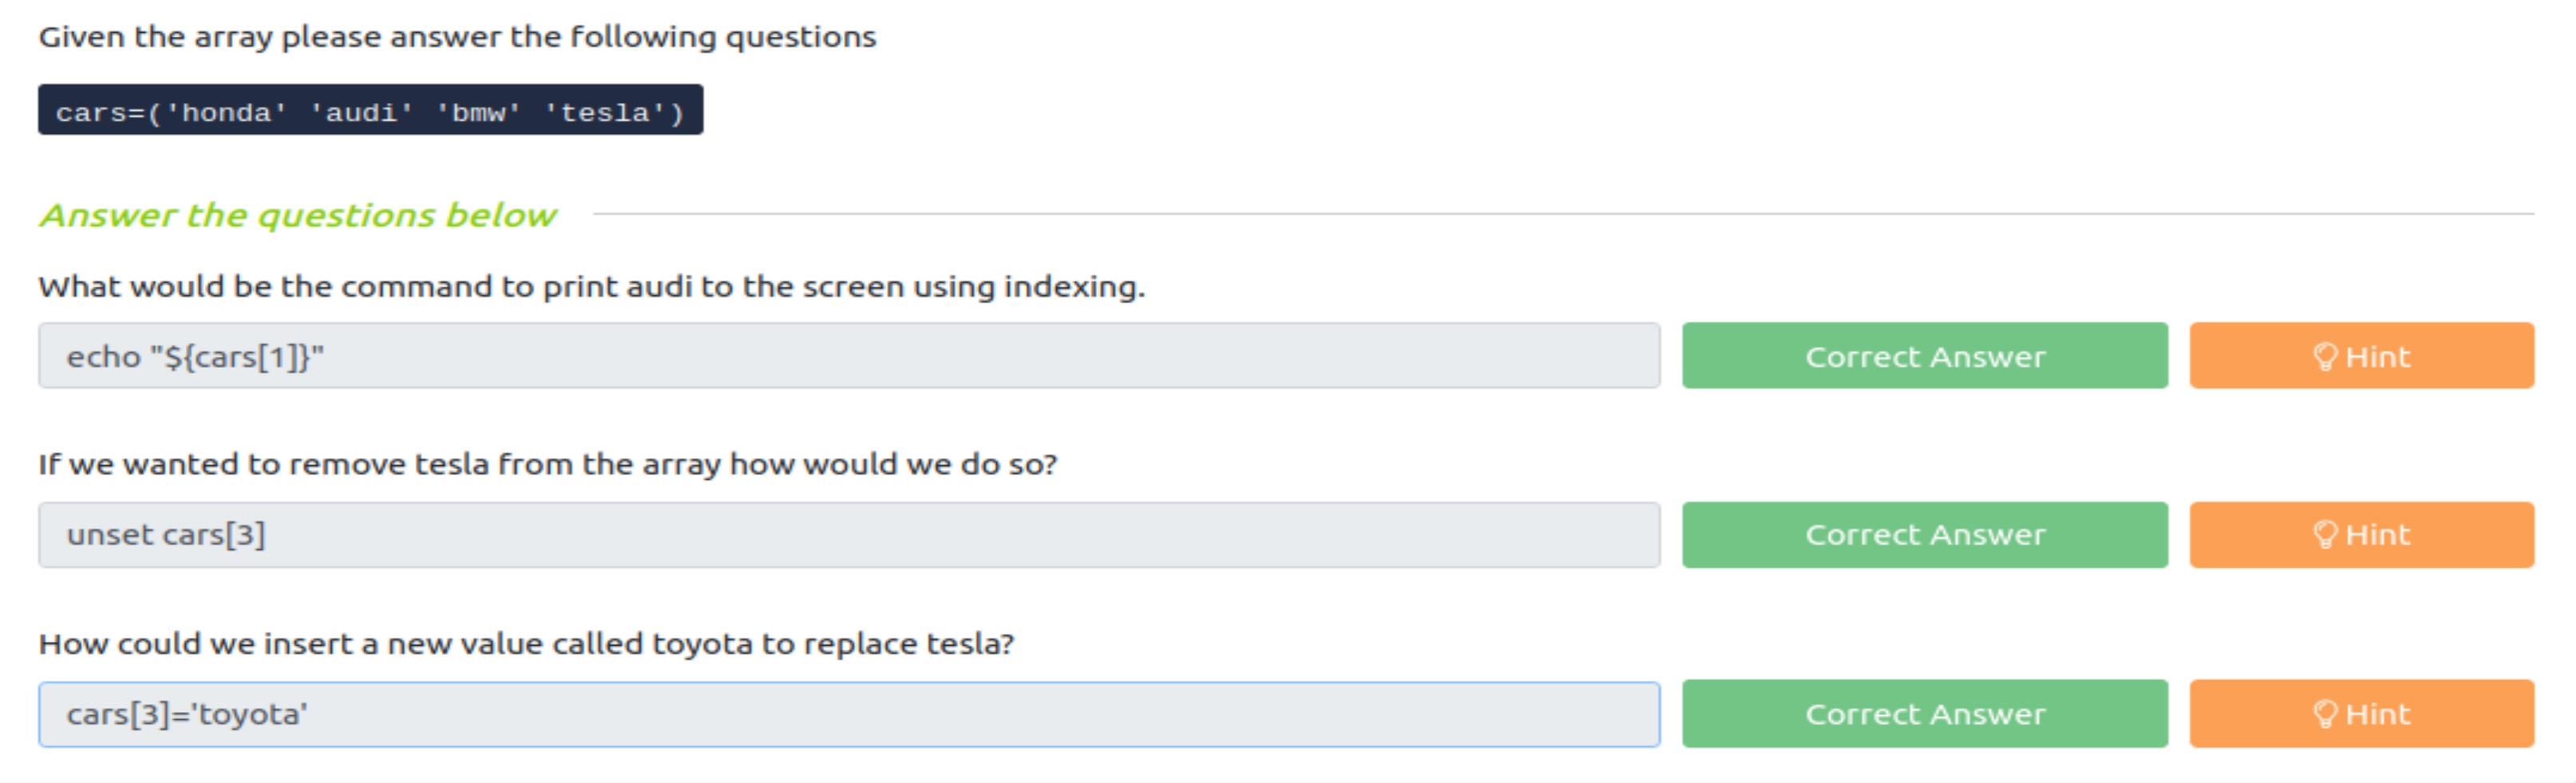 Given the array please answer the following questions
cars=('honda' 'audi' 'bmw' 'tesla')
Answer the questions below
What would be the command to print audi to the screen using indexing.
echo "${cars[1]}"
Correct Answer
Hint
If we wanted to remove tesla from the array how would we do so?
unset cars[3]
Correct Answer
Hint
How could we insert a new value called toyota to replace tesla?
cars[3]='toyota'
Correct Answer
Hint